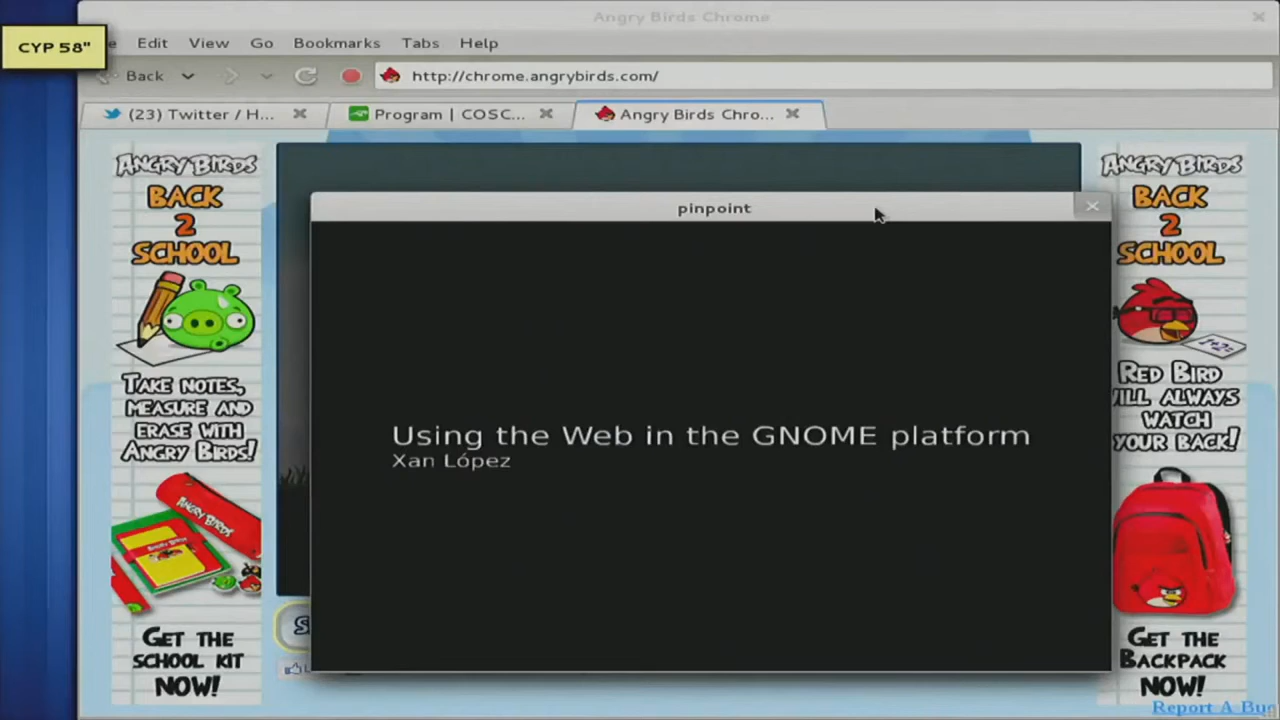 Angry Birds Chrome
CYP 58"
Edit View Go Bookmarks Tabs Help
Back
http://chrome.angrybirds.com/
(23) Twitter / H...
Program | COSC...
Angry Birds Chro...
ANGRY BIRDS
BACK
2
SCHOOL
TAKE NOTES,
MEASURE AND
ERASE WITH
ANGRY BIRDS!
ANGRY BIRDS
GET THE
SCHOOL KIT
NOW!
pinpoint
Using the Web in the GNOME platform
Xan López
ANGRY BIRDS
BACK
2
SCHOOL
RED BIRD
WILL ALWAYS
WATCH
YOUR BACK!
GET THE
BACKPACK
NOW!
Report A Bug